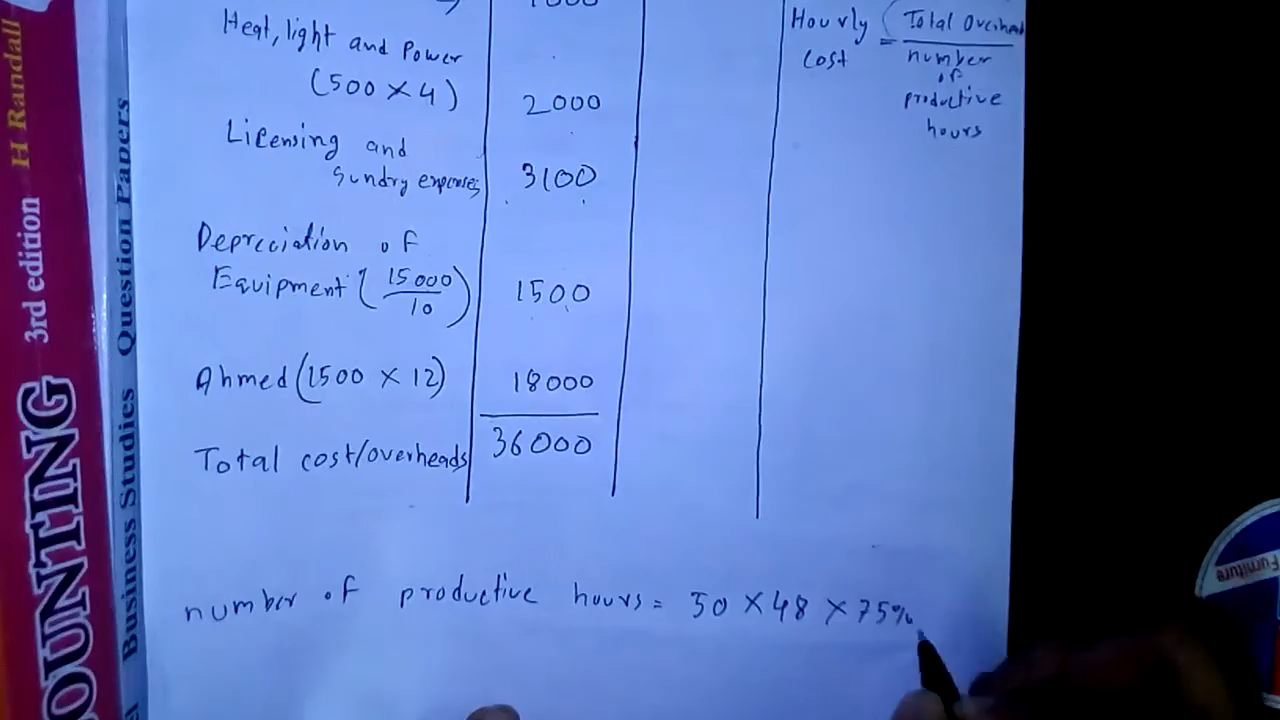 Heat, light and Power
(500 × 4) 2000
Licensing and
Sundry expenses 3100
Depreciation of
Equipment (15000/10) 1500
Ahmed (1500 × 12) 18000
Total cost/overheads 36000
number of productive hours = 50 × 48 × 75%
Hourly cost = Total Overhead
number
of
productive
hours
H Randall
3rd edition
OUNTING
Question Papers
Business Studies
Furniture